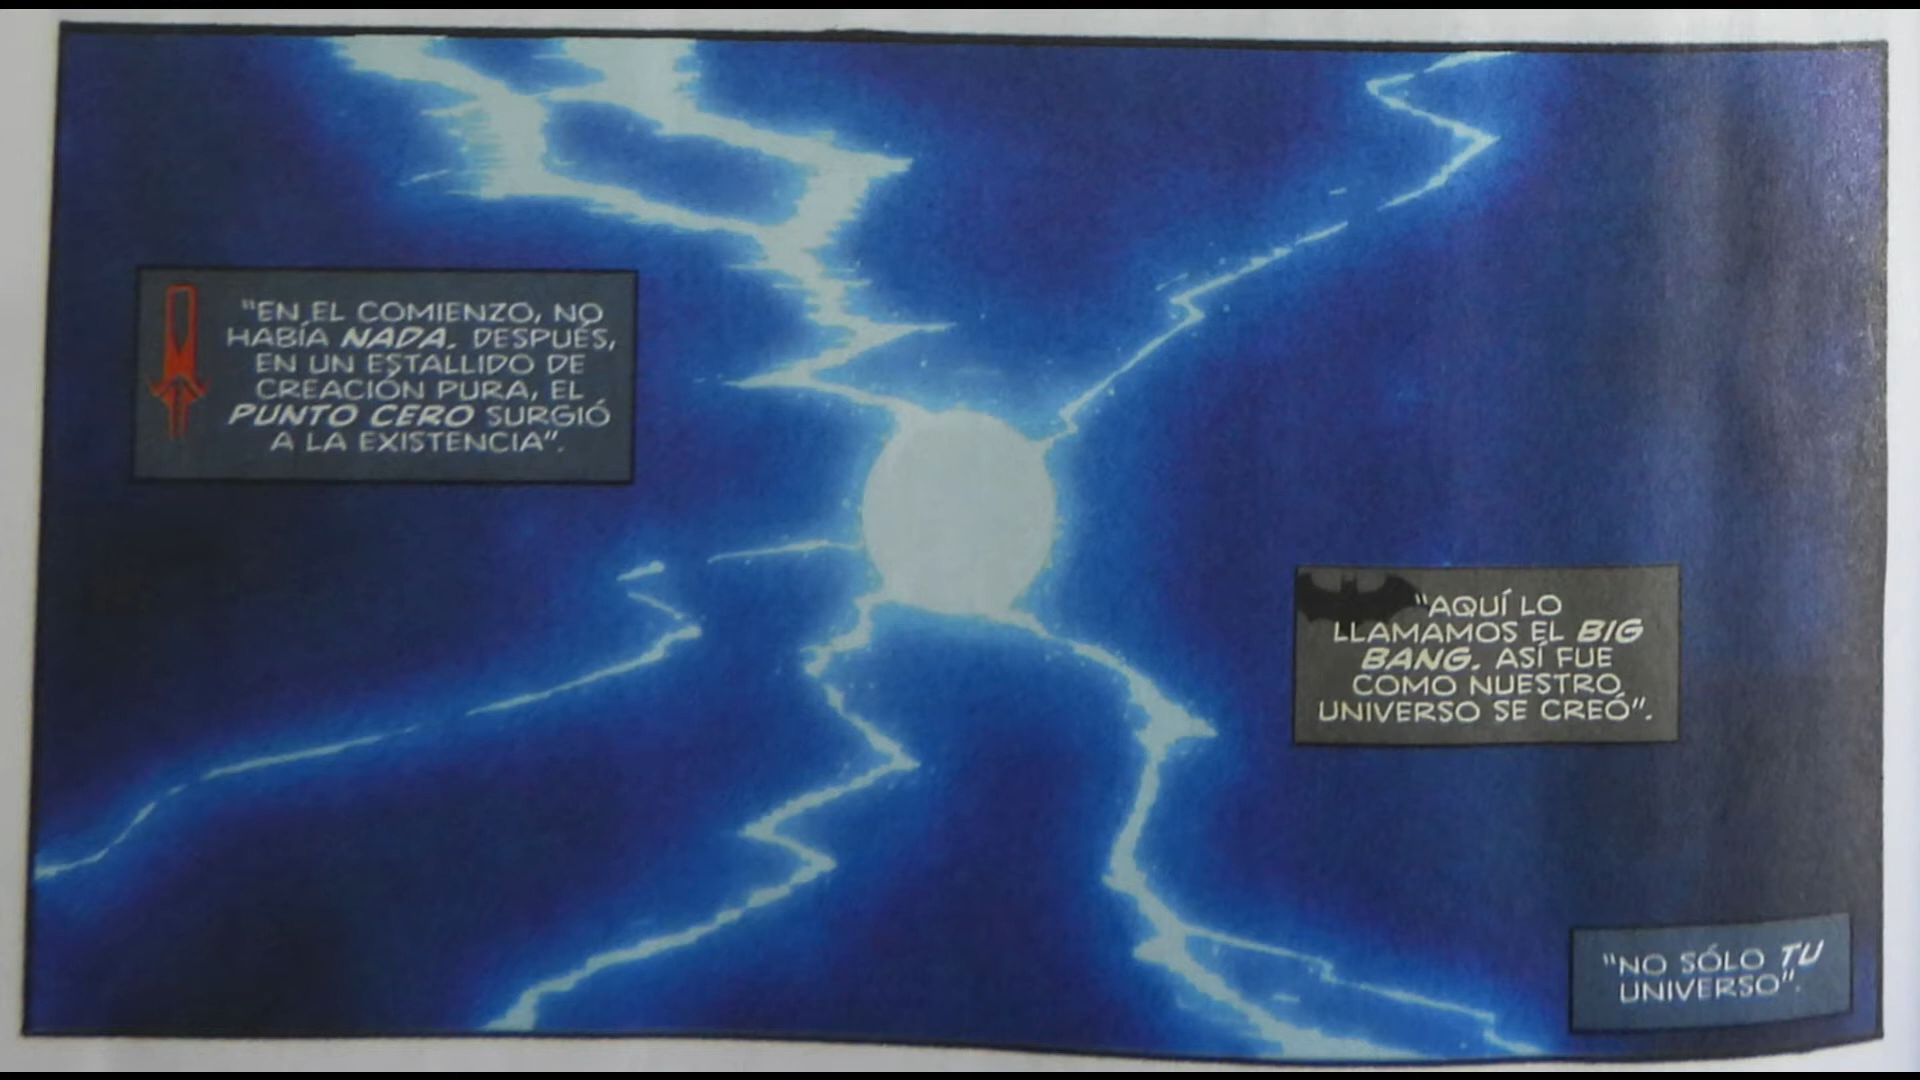 "EN EL COMIENZO, NO
HABÍA NADA. DESPUÉS,
EN UN ESTALLIDO DE
CREACIÓN PURA, EL
PUNTO CERO SURGIÓ
A LA EXISTENCIA".
"AQUÍ LO
LLAMAMOS EL BIG
BANG. ASÍ FUE
COMO NUESTRO
UNIVERSO SE CREÓ".
"NO SÓLO TU
UNIVERSO".